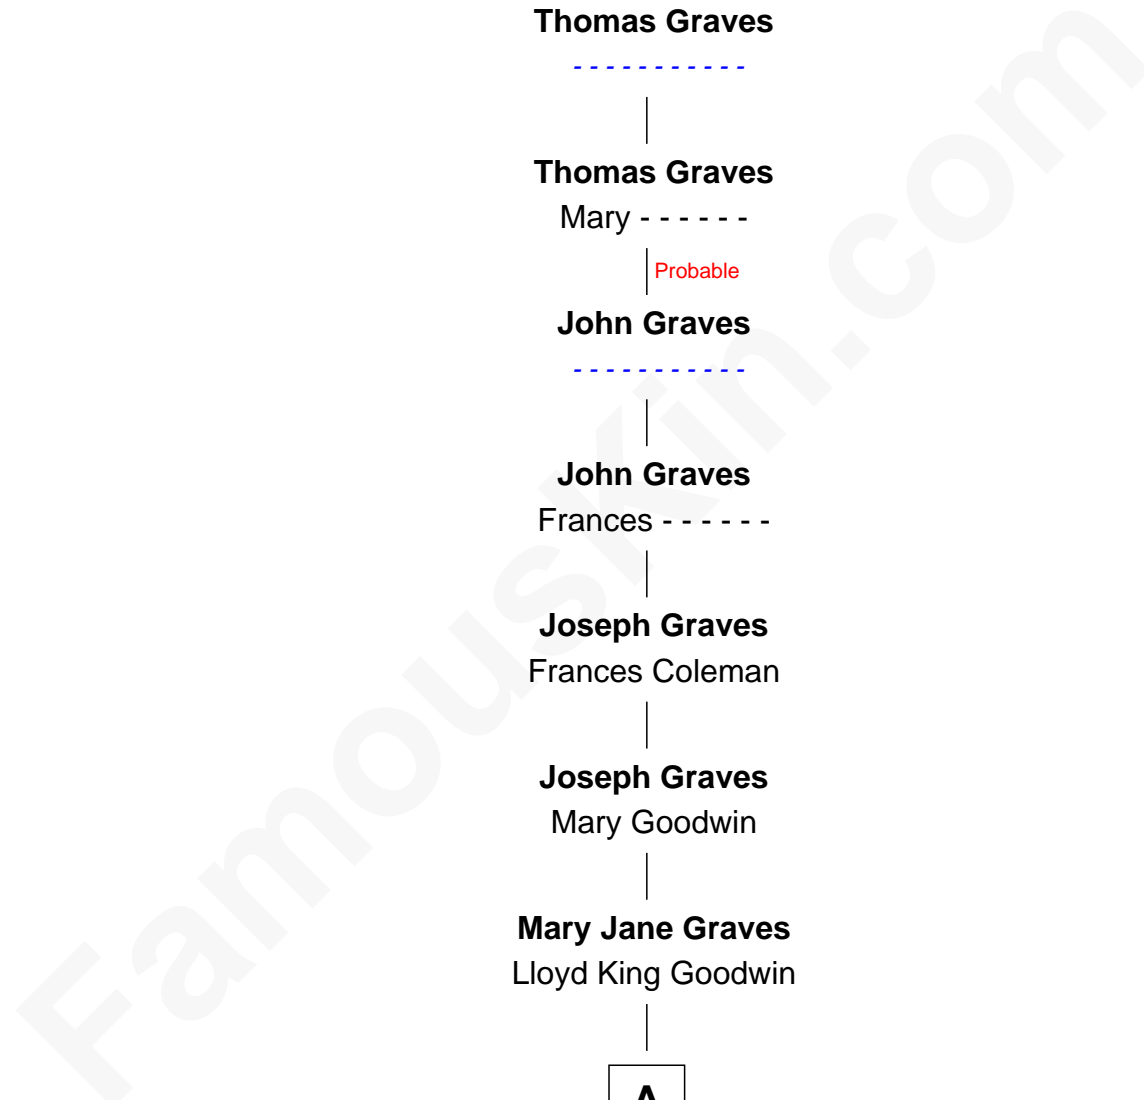 Thomas Graves
- - - - - - - - - - -
Thomas Graves
Mary - - - - - -
Probable
John Graves
- - - - - - - - - - -
John Graves
Frances - - - - - -
Joseph Graves
Frances Coleman
Joseph Graves
Mary Goodwin
Mary Jane Graves
Lloyd King Goodwin
A
FamousKin.com